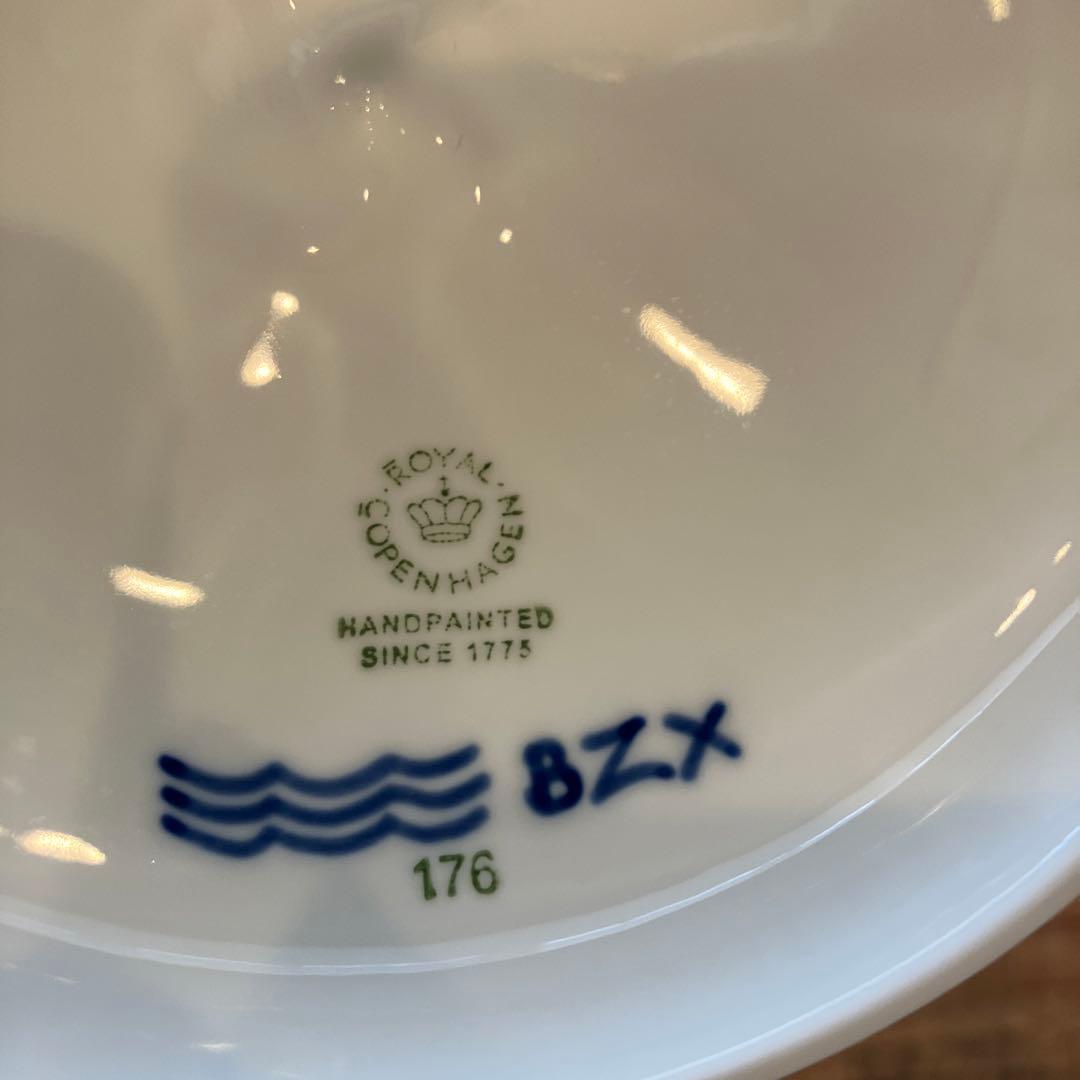 ROYAL
COPENHAGEN
HANDPAINTED
SINCE 1775
BZX
176